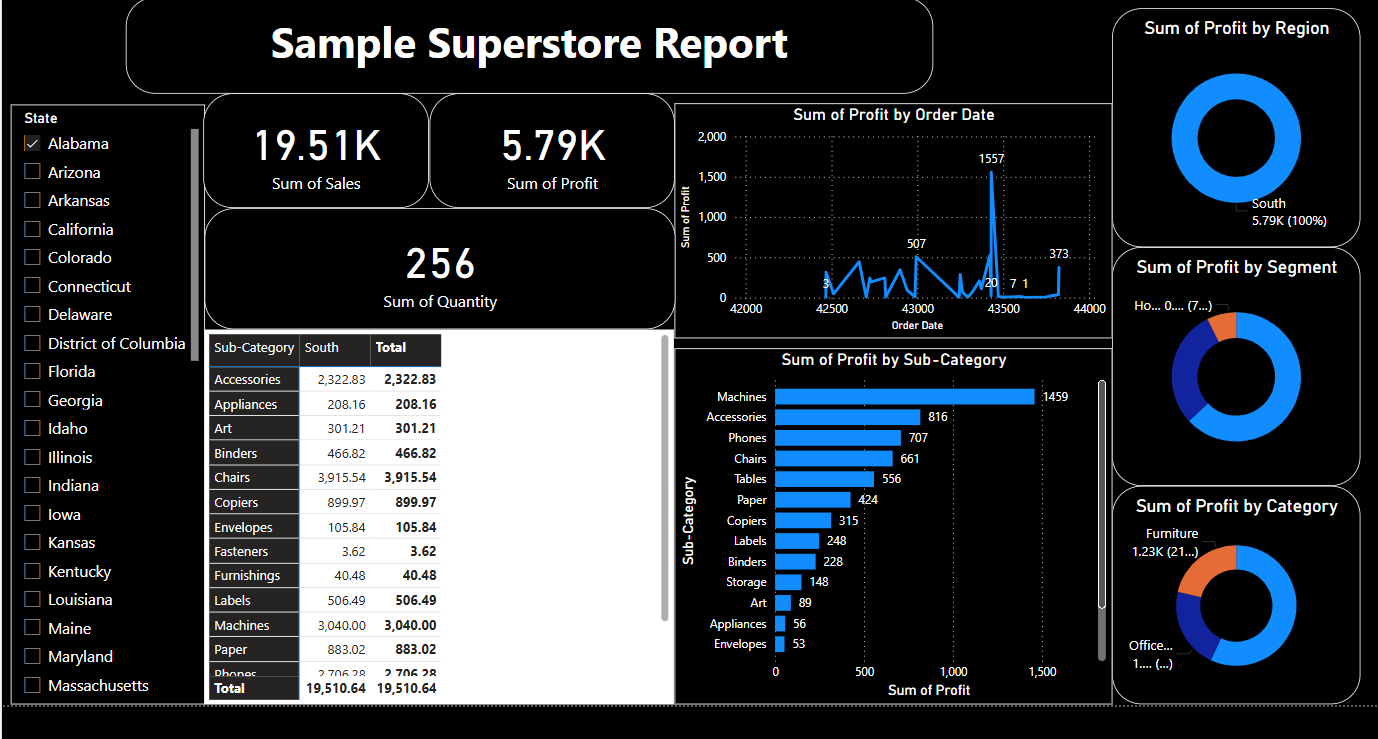 Sample Superstore Report
State
Alabama
Arizona
Arkansas
California
Colorado
Connecticut
Delaware
District of Columbia
Florida
Georgia
Idaho
Illinois
Indiana
Iowa
Kansas
Kentucky
Louisiana
Maine
Maryland
Massachusetts
19.51K
Sum of Sales
5.79K
Sum of Profit
256
Sum of Quantity
Sub-Category South Total
Accessories 2,322.83 2,322.83
Appliances 208.16 208.16
Art 301.21 301.21
Binders 466.82 466.82
Chairs 3,915.54 3,915.54
Copiers 899.97 899.97
Envelopes 105.84 105.84
Fasteners 3.62 3.62
Furnishings 40.48 40.48
Labels 506.49 506.49
Machines 3,040.00 3,040.00
Paper 883.02 883.02
Phones 2,706.28 2,706.28
Total 19,510.64 19,510.64
Sum of Profit by Order Date
Sum of Profit
2,000
1,500
1,000
500
0
3
507
1557
20
7
1
373
42000 42500 43000 43500 44000
Order Date
Sum of Profit by Sub-Category
Sub-Category
Machines 1459
Accessories 816
Phones 707
Chairs 661
Tables 556
Paper 424
Copiers 315
Labels 248
Binders 228
Storage 148
Art 89
Appliances 56
Envelopes 53
0 500 1,000 1,500
Sum of Profit
Sum of Profit by Region
South
5.79K (100%)
Sum of Profit by Segment
Ho... 0.... (7...)
Sum of Profit by Category
Furniture
1.23K (21...)
Office...
1.... (...)